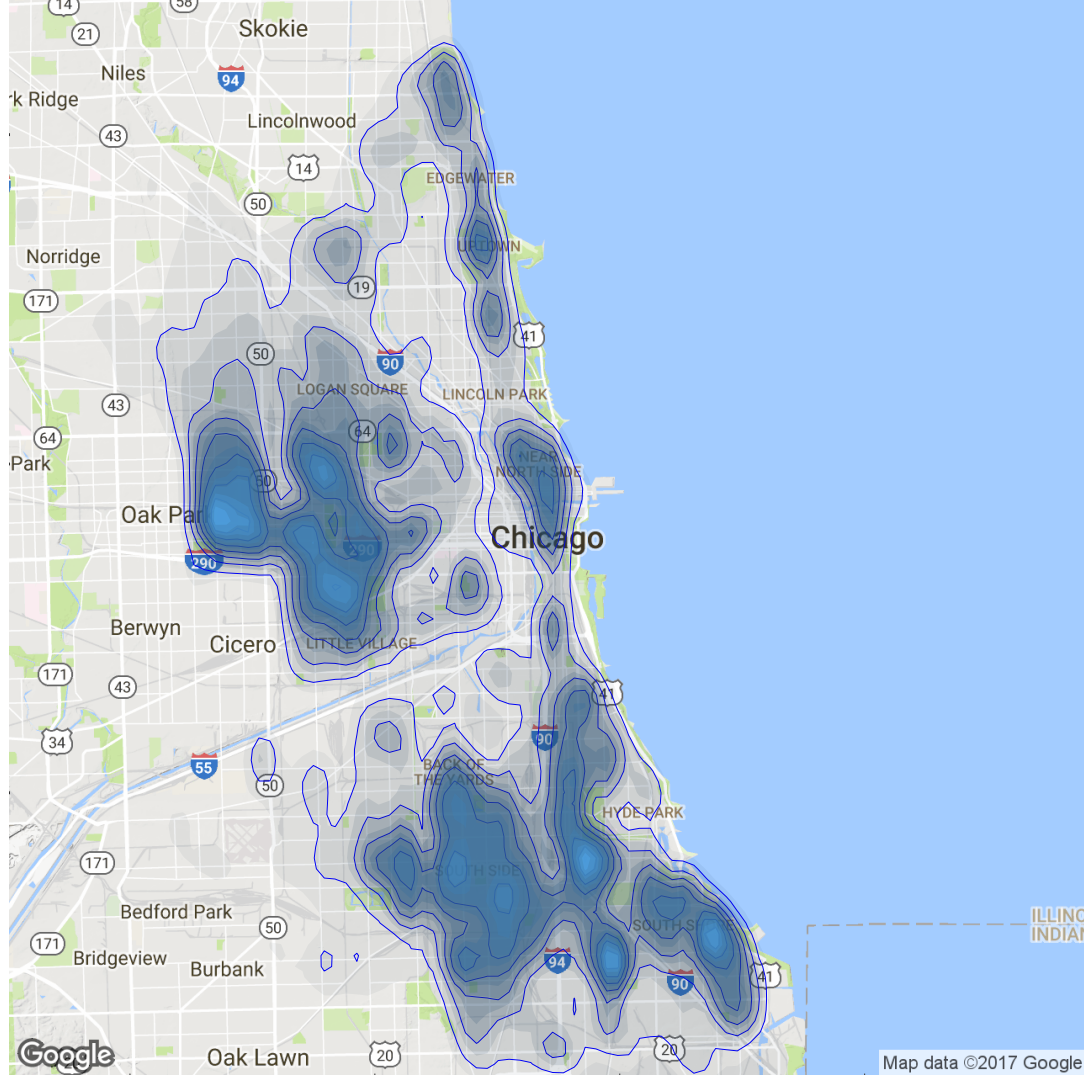 14
58
Skokie
21
Niles
94
rk Ridge
43
Lincolnwood
14
EDGEWATER
50
UPTOWN
Norridge
19
171
41
50
90
LOGAN SQUARE
LINCOLN PARK
43
64
64
NEAR
NORTH SIDE
-Park
50
Oak Par
Chicago
290
290
Berwyn
Cicero
LITTLE VILLAGE
171
43
41
34
90
55
BACK OF
THE YARDS
50
HYDE PARK
171
SOUTH SIDE
Bedford Park
ILLINO
INDIAN
50
SOUTH S RE
171
Bridgeview
94
Burbank
41
90
Google
Oak Lawn
20
20
Map data ©2017 Google